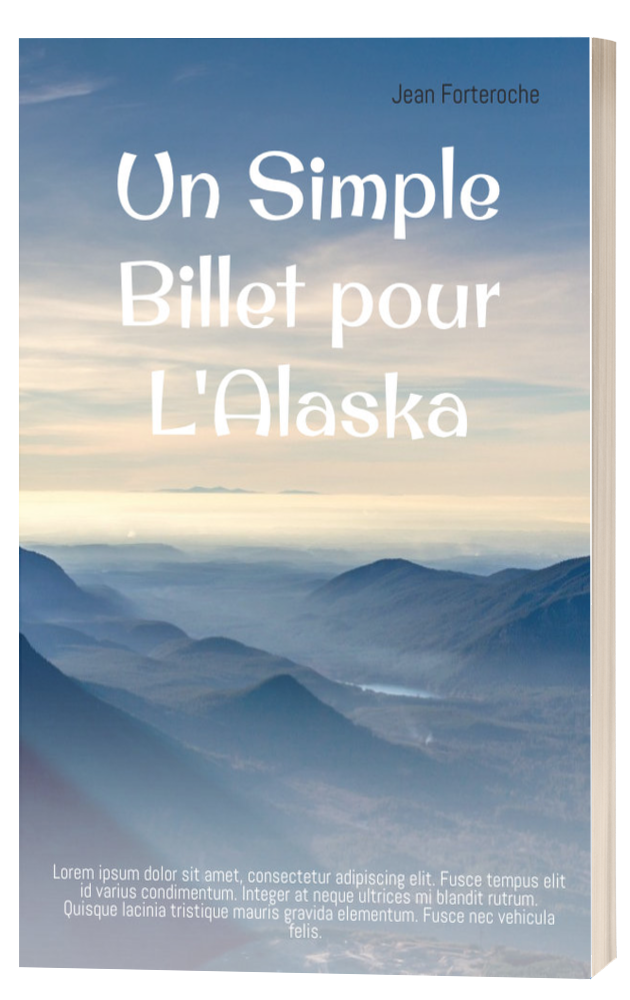 Jean Forteroche
Un Simple
Billet pour
L'Alaska
Lorem ipsum dolor sit amet, consectetur adipiscing elit. Fusce tempus elit
id varius condimentum. Integer at neque ultrices mi blandit rutrum.
Quisque lacinia tristique mauris gravida elementum. Fusce nec vehicula
felis.